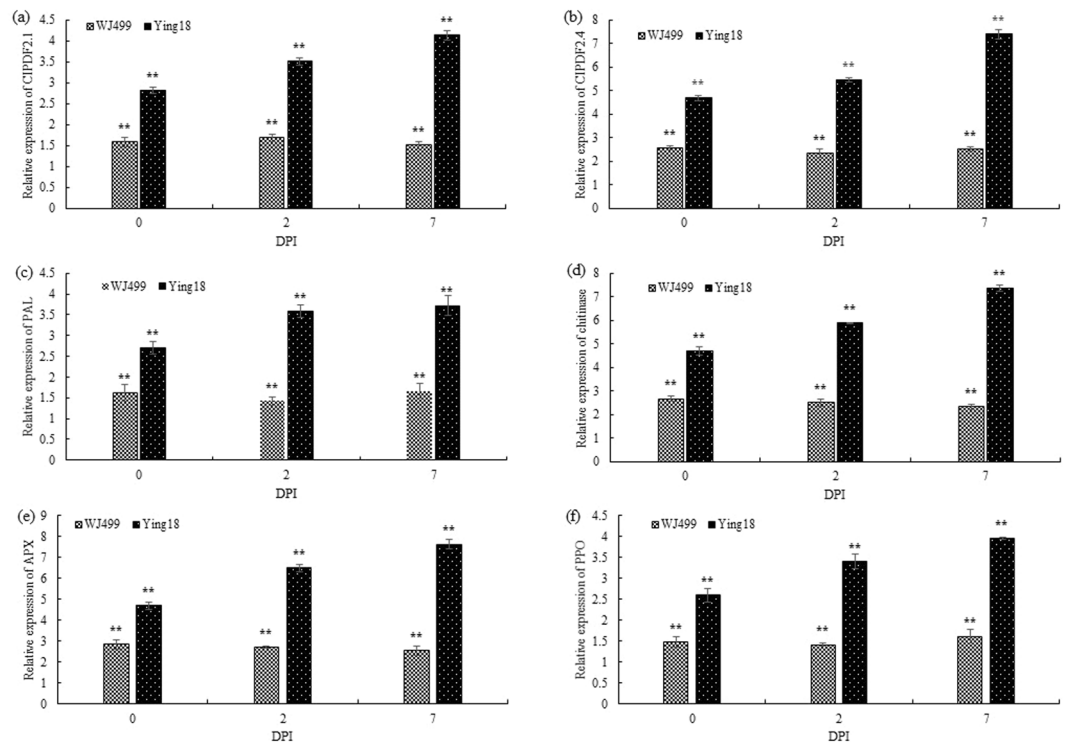 (a)
Relative expression of CIPDF2.1
WJ499 Ying18
4.5
4
3.5
3
2.5
2
1.5
1
0.5
0
** ** ** ** ** **
0 2 7
DPI
(b)
Relative expression of CIPDF2.4
WJ499 Ying18
8
7
6
5
4
3
2
1
0
** ** ** ** ** **
0 2 7
DPI
(c)
Relative expression of PAL
WJ499 Ying18
4.5
4
3.5
3
2.5
2
1.5
1
0.5
0
** ** ** ** ** **
0 2 7
DPI
(d)
Relative expression of chitinase
WJ499 Ying18
8
7
6
5
4
3
2
1
0
** ** ** ** ** **
0 2 7
DPI
(e)
Relative expression of APX
WJ499 Ying18
9
8
7
6
5
4
3
2
1
0
** ** ** ** ** **
0 2 7
DPI
(f)
Relative expression of PPO
WJ499 Ying18
4.5
4
3.5
3
2.5
2
1.5
1
0.5
0
** ** ** ** ** **
0 2 7
DPI